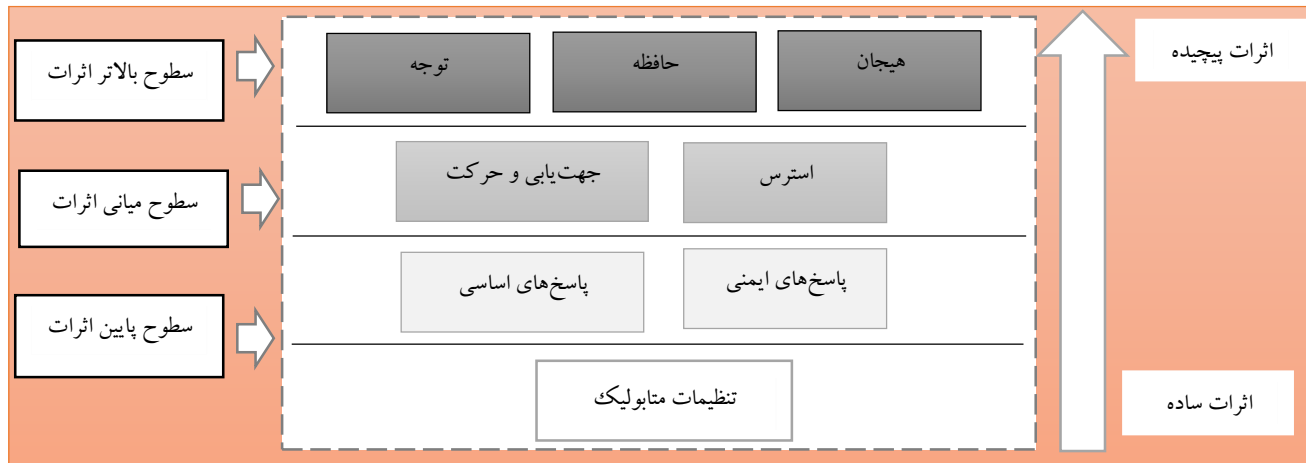 اثرات پیچیده
هیجان
حافظه
توجه
سطوح بالاتر اثرات
استرس
جهت‌یابی و حرکت
سطوح میانی اثرات
پاسخ‌های ایمنی
پاسخ‌های اساسی
سطوح پایین اثرات
تنظیمات متابولیک
اثرات ساده